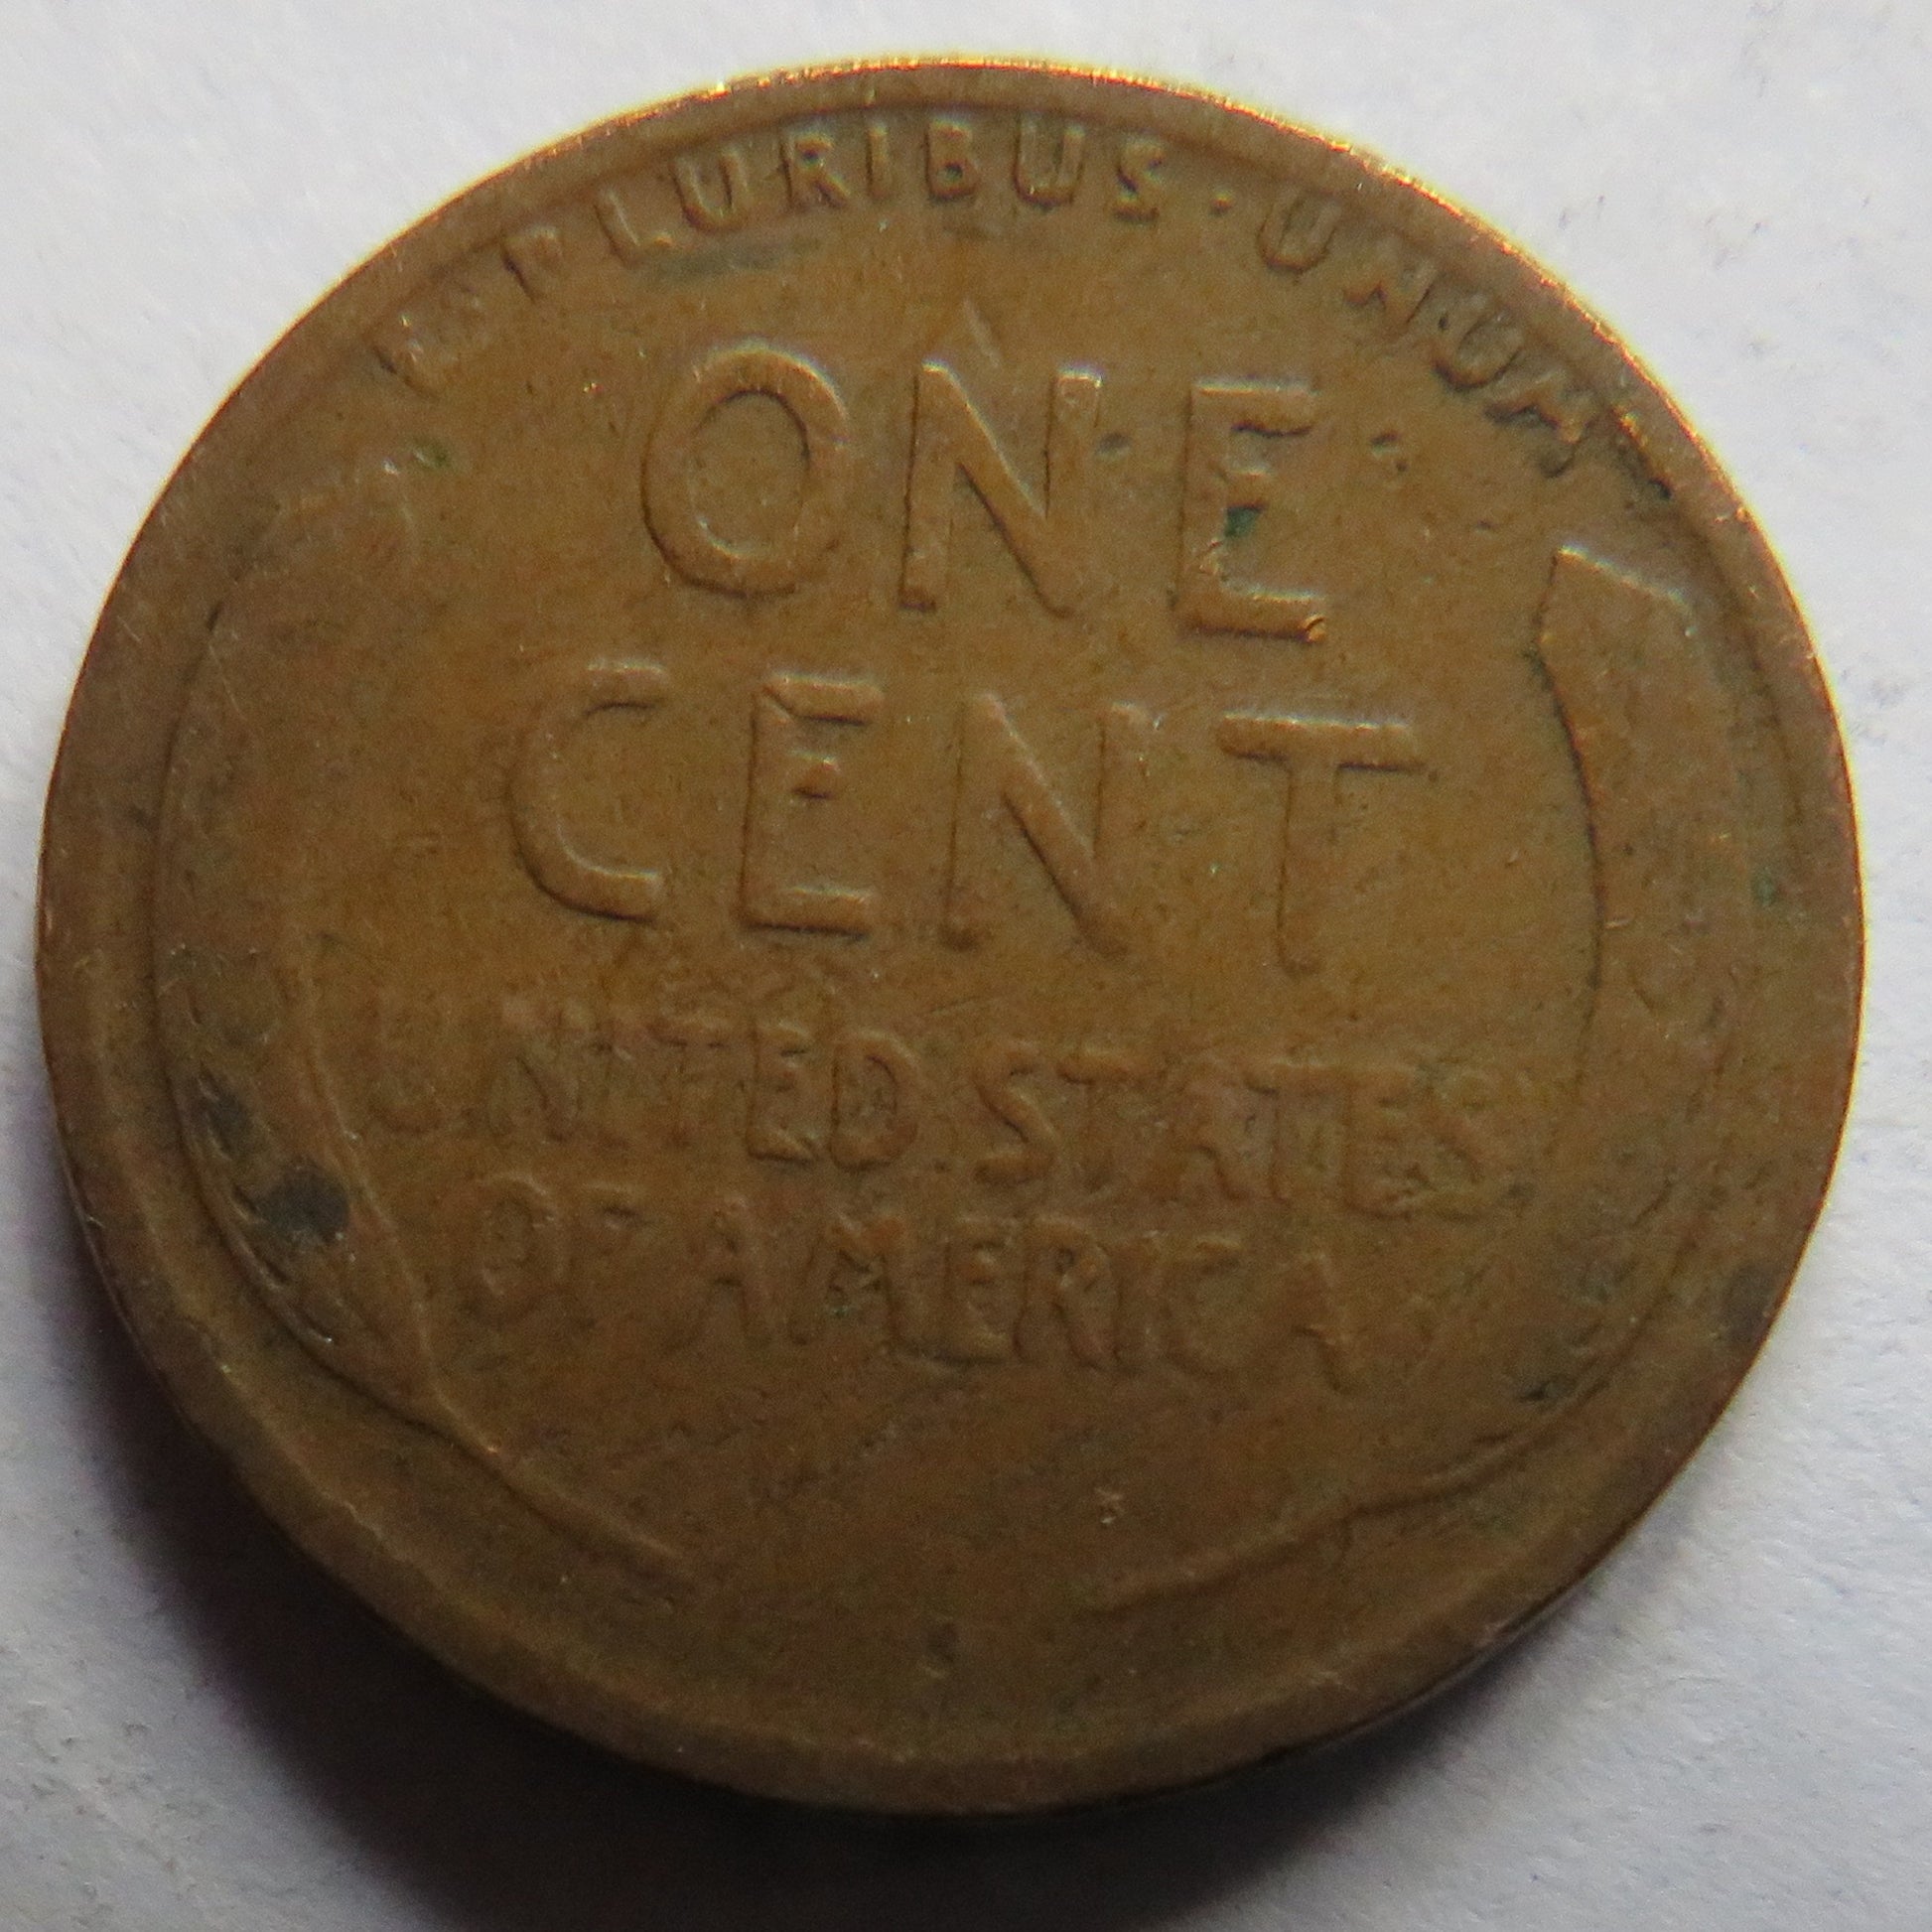 E · PLURIBUS · UNUM
ONE
CENT
UNITED STATES
OF AMERICA